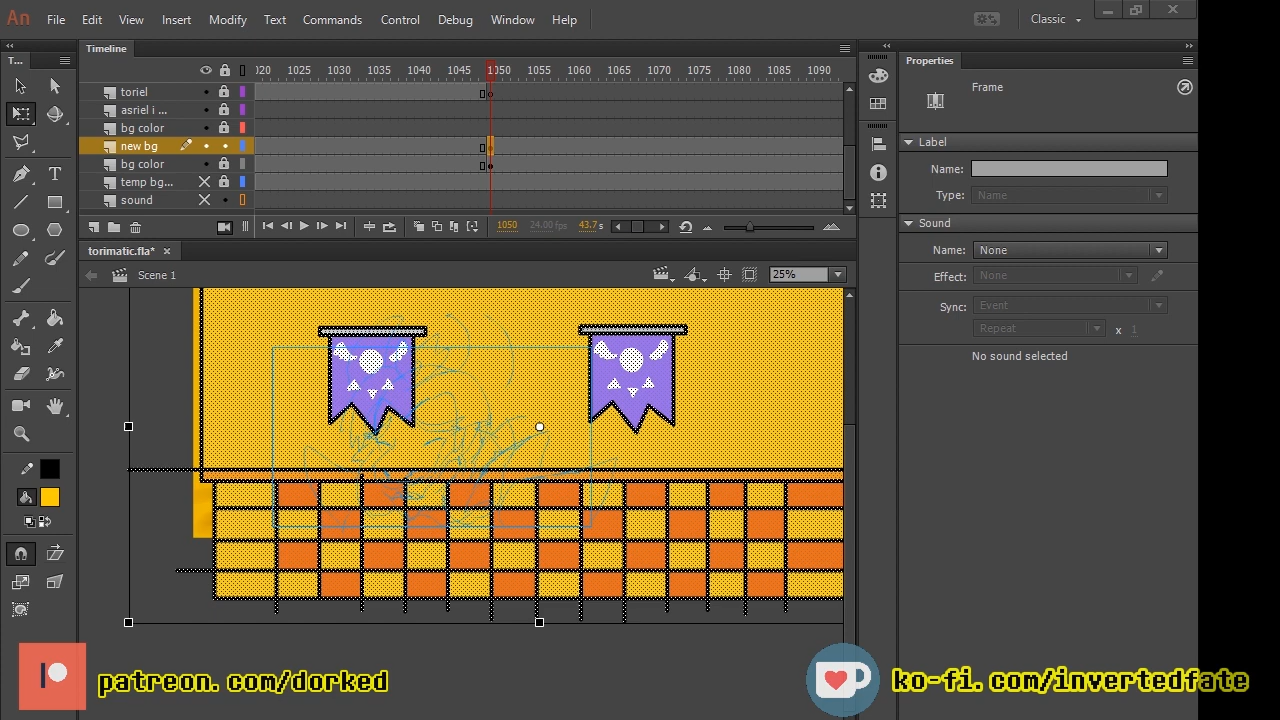 An File Edit View Insert Modify Text Commands Control Debug Window Help Classic
T... Timeline Properties
1020 1025 1030 1035 1040 1045 1050 1055 1060 1065 1070 1075 1080 1085 1090
Frame
toriel
asriel i ...
bg color
new bg
bg color
temp bg...
sound
Label
Name:
Type: Name
Sound
1050 24.00 fps 43.7 s
torimatic.fla*
Name: None
Scene 1 25%
Effect: None
Sync: Event
Repeat x 1
No sound selected
patreon.com/dorked
ko-fi.com/invertedfate